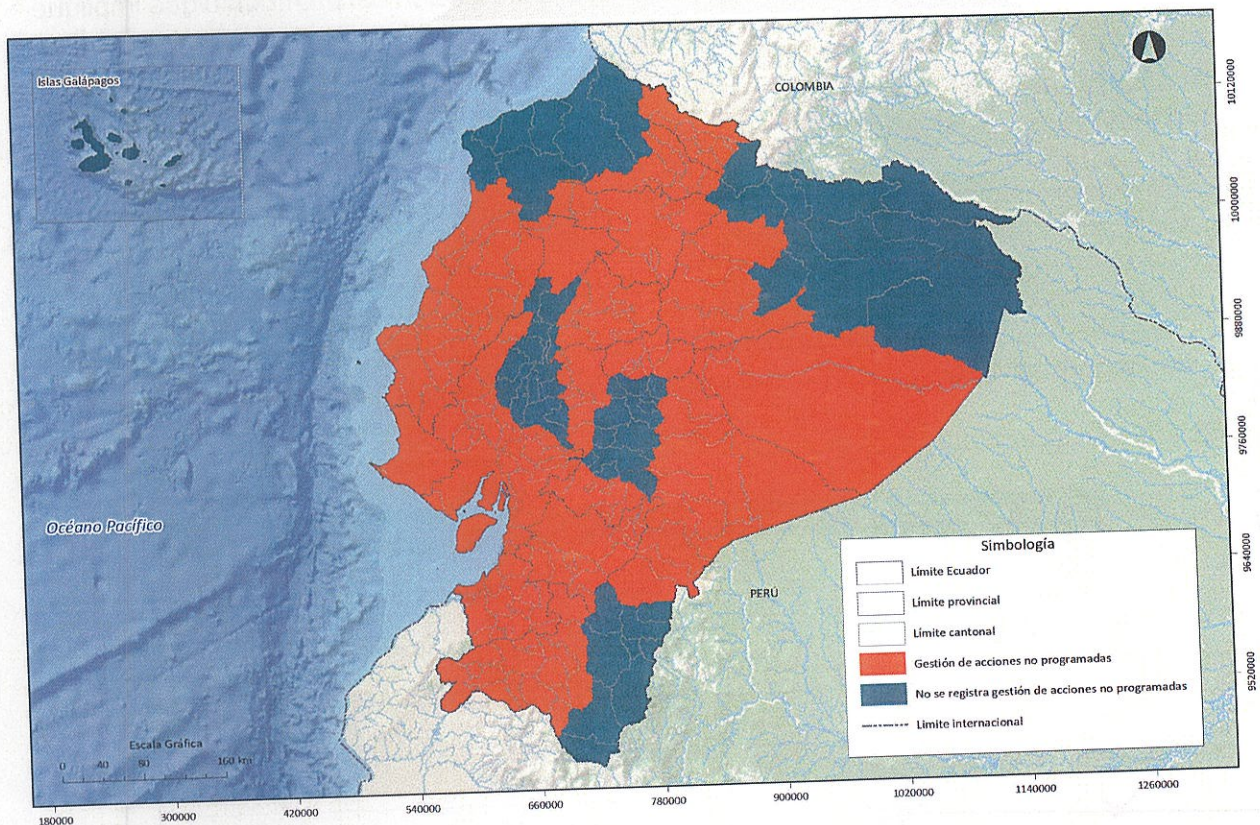 Islas Galápagos
COLOMBIA
Océano Pacífico
PERÚ
Simbología
Límite Ecuador
Límite provincial
Límite cantonal
Gestión de acciones no programadas
No se registra gestión de acciones no programadas
Límite internacional
Escala Gráfica
0 40 80 160 km
180000 300000 420000 540000 660000 780000 900000 1020000 1140000 1260000
10120000
10000000
9880000
9760000
9640000
9520000